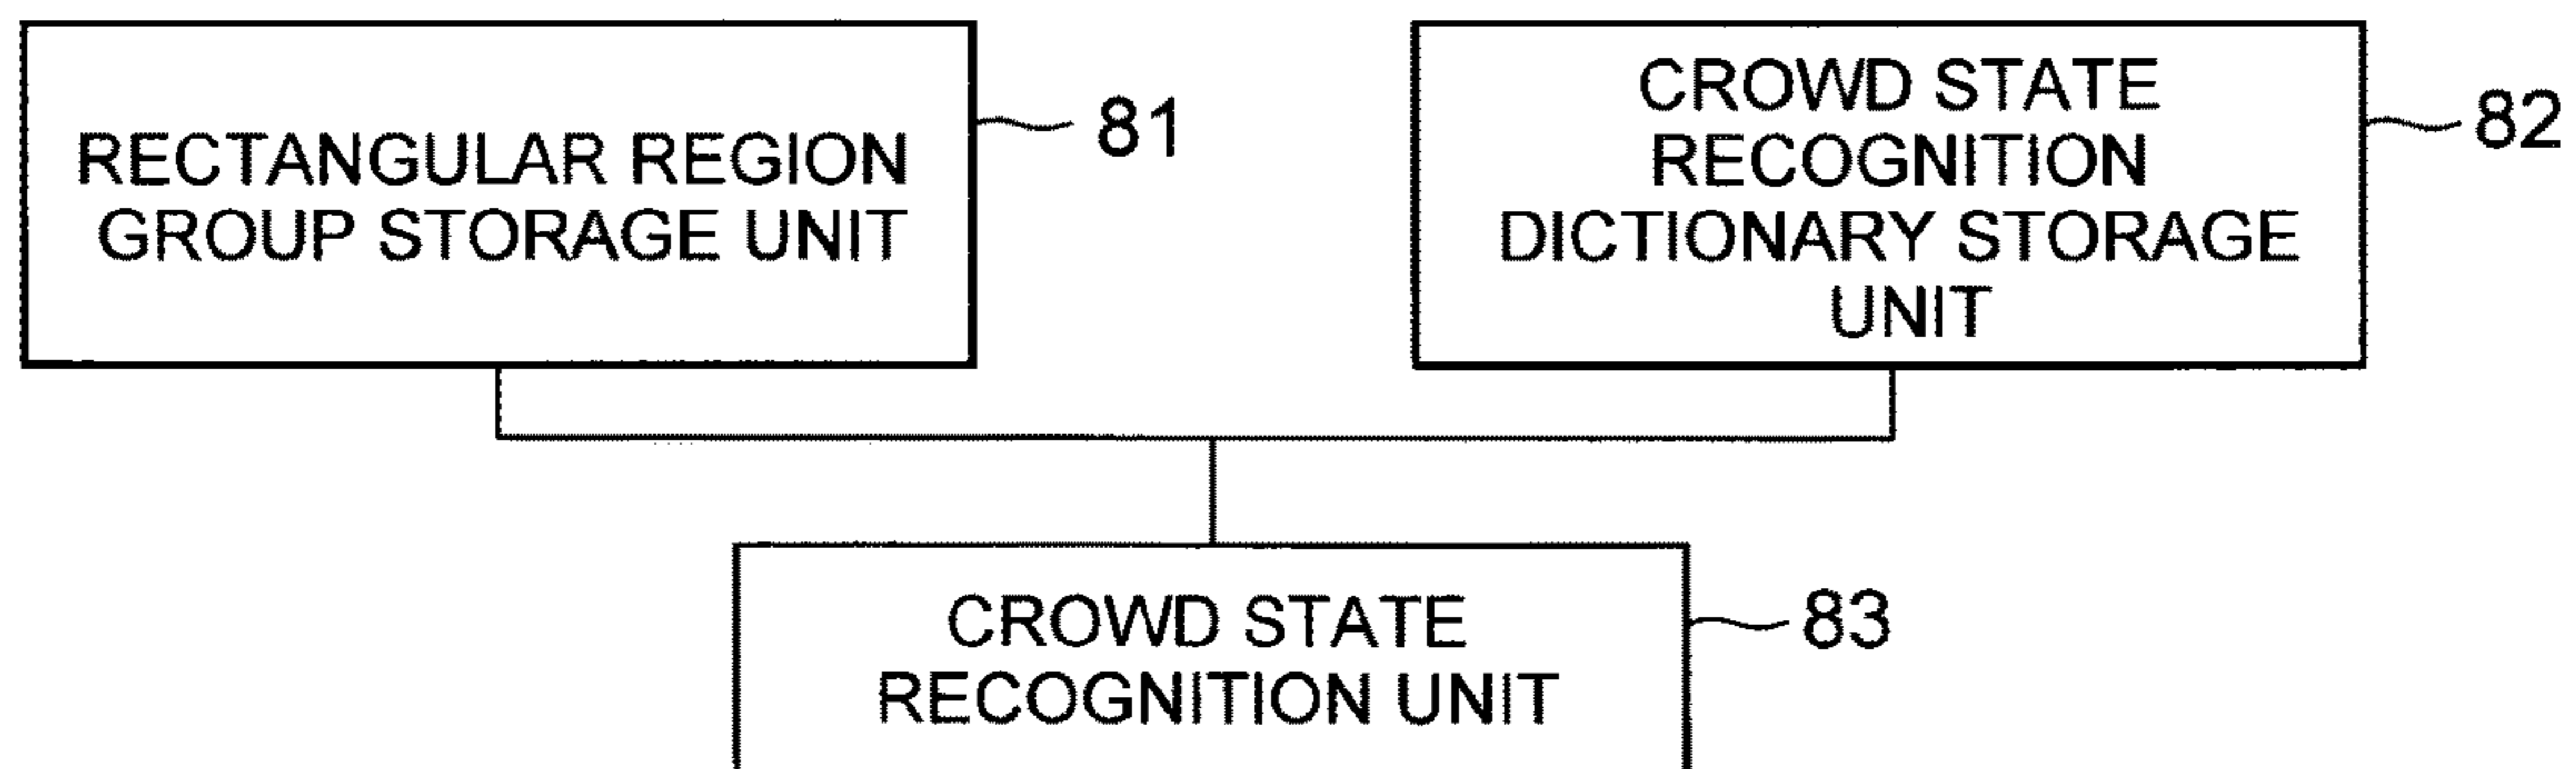 RECTANGULAR REGION
GROUP STORAGE UNIT
81
CROWD STATE
RECOGNITION
DICTIONARY STORAGE
UNIT
82
CROWD STATE
RECOGNITION UNIT
83